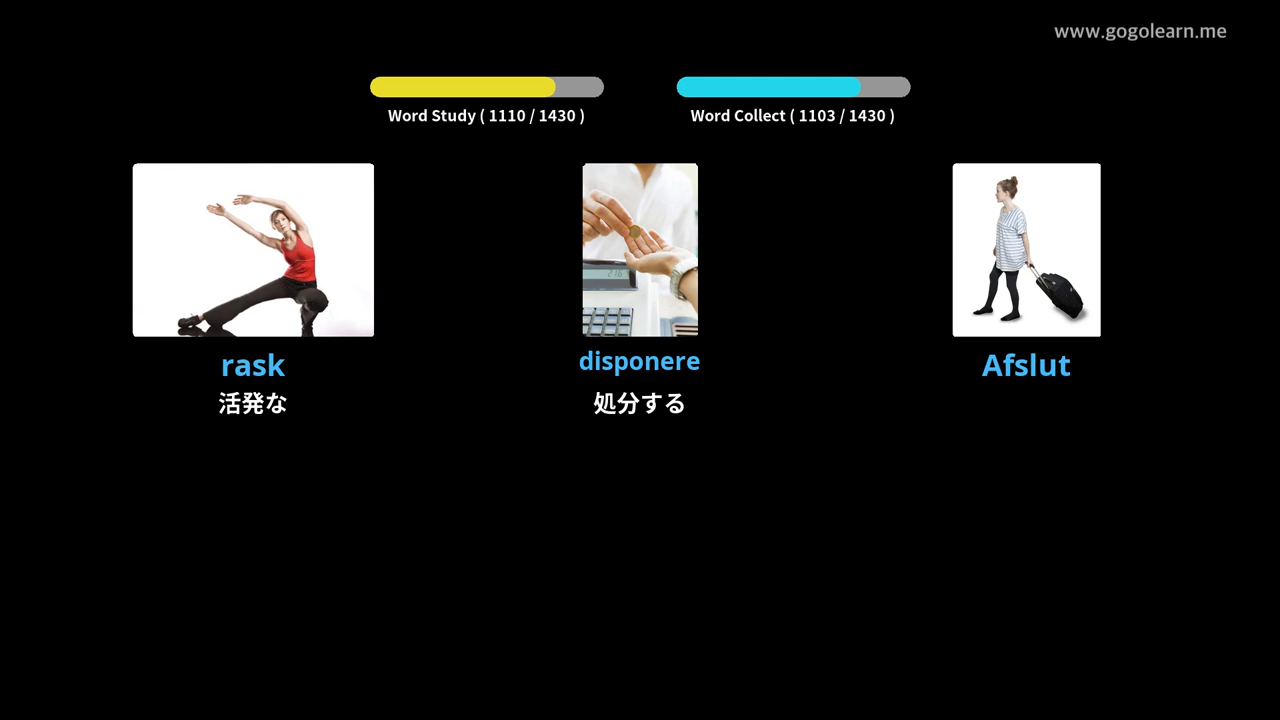 www.gogolearn.me
Word Study ( 1110 / 1430 )
Word Collect ( 1103 / 1430 )
rask
disponere
Afslut
活発な
処分する